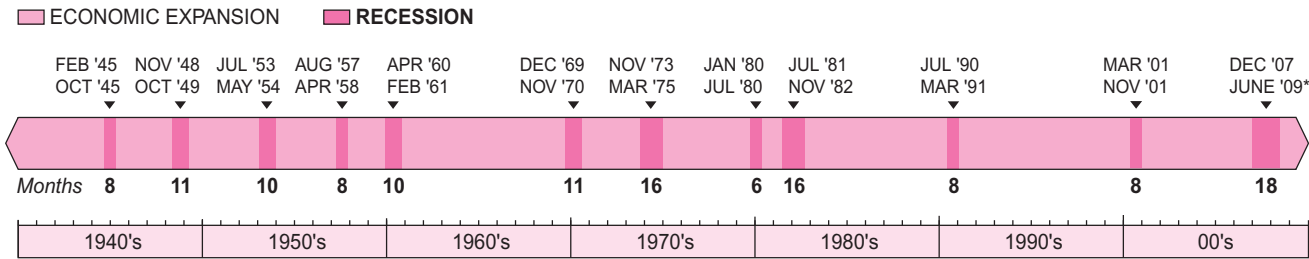 ECONOMIC EXPANSION RECESSION
FEB '45 NOV '48 JUL '53 AUG '57 APR '60 DEC '69 NOV '73 JAN '80 JUL '81 JUL '90 MAR '01 DEC '07
OCT '45 OCT '49 MAY '54 APR '58 FEB '61 NOV '70 MAR '75 JUL '80 NOV '82 MAR '91 NOV '01 JUNE '09*
Months 8 11 10 8 10 11 16 6 16 8 8 18
1940's 1950's 1960's 1970's 1980's 1990's 00's